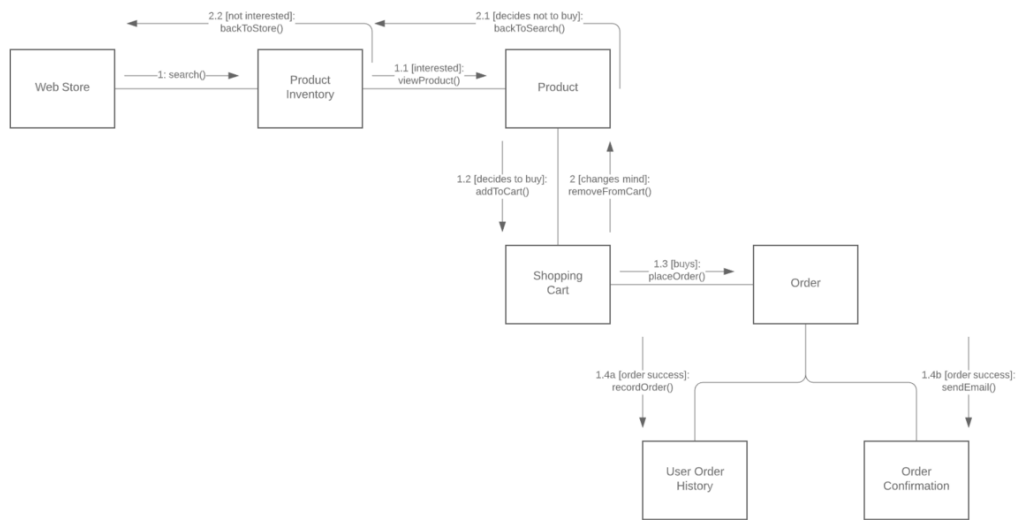 2.2 [not interested]:
backToStore()
2.1 [decides not to buy]:
backToSearch()
Web Store
1: search()
Product
Inventory
1.1 [interested]:
viewProduct()
Product
1.2 [decides to buy]:
addToCart()
2 [changes mind]:
removeFromCart()
Shopping
Cart
1.3 [buys]:
placeOrder()
Order
1.4a [order success]:
recordOrder()
1.4b [order success]:
sendEmail()
User Order
History
Order
Confirmation